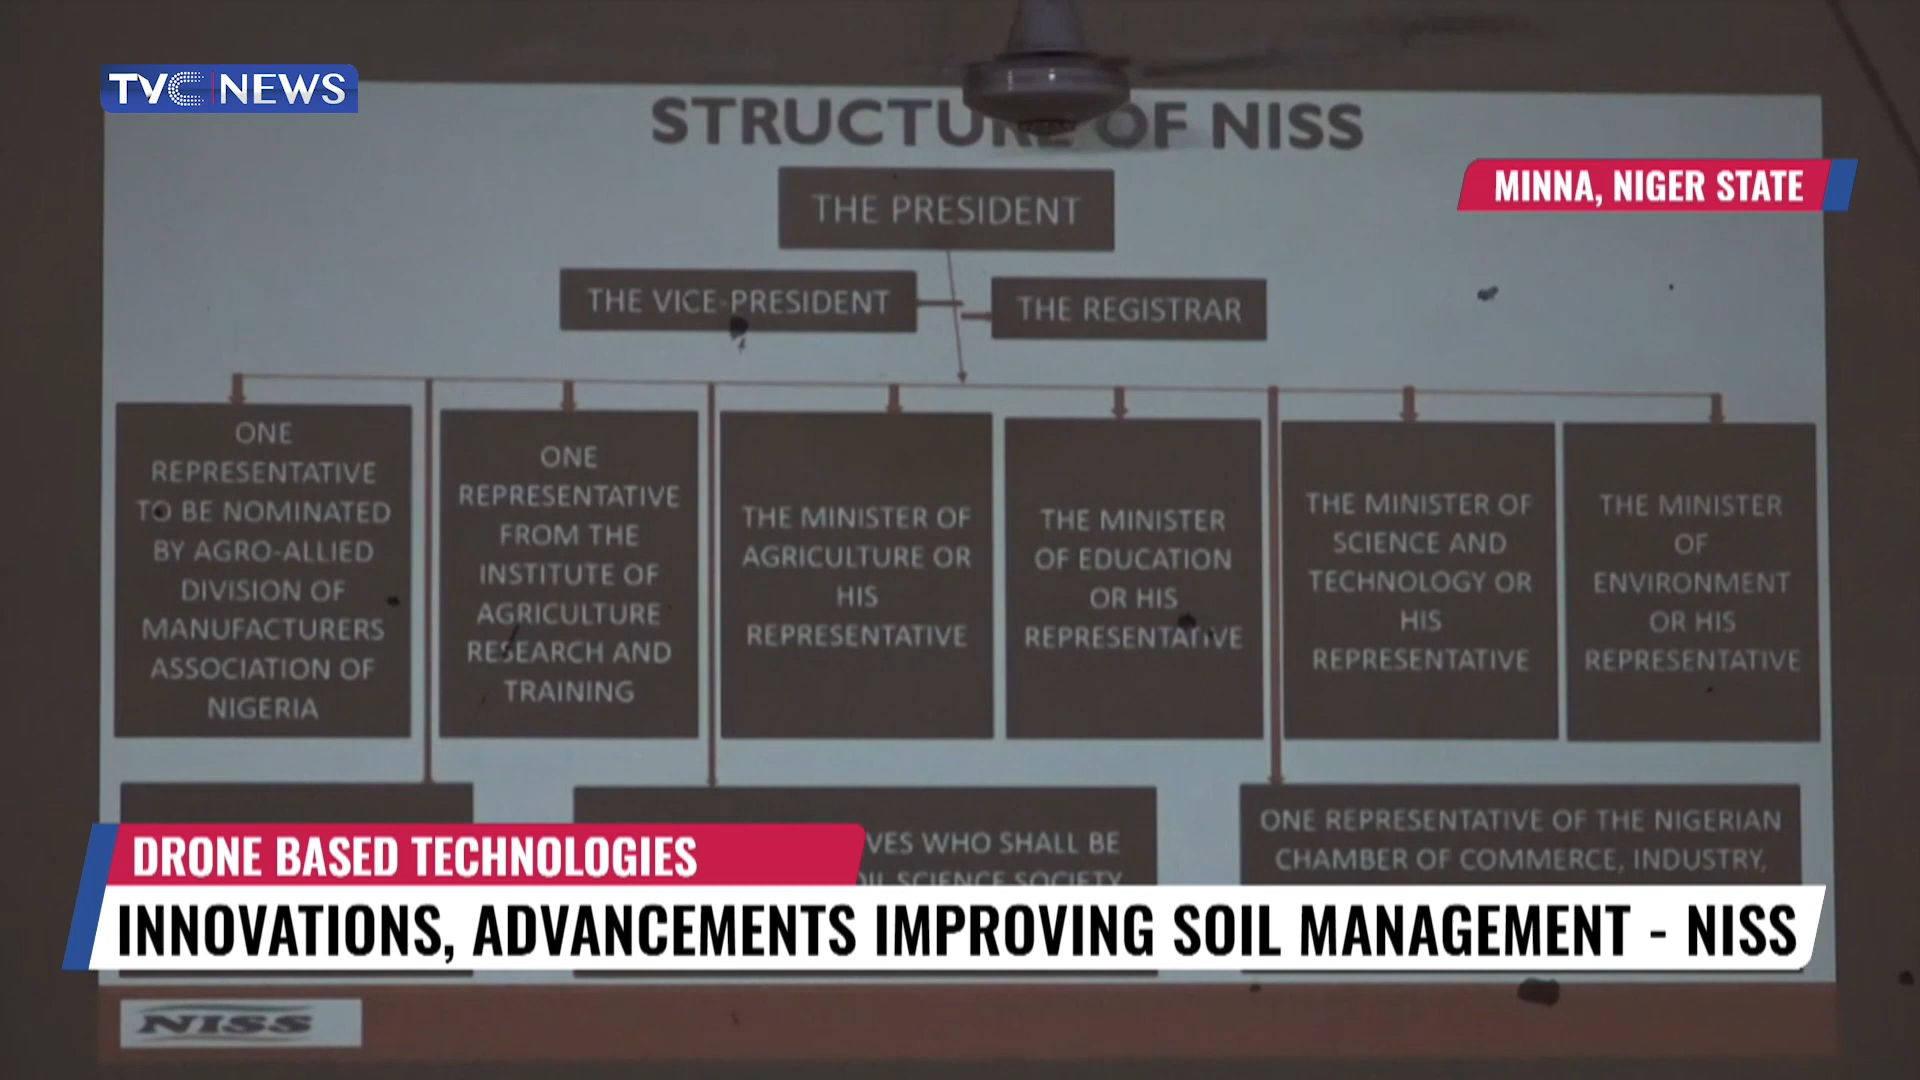 TVC NEWS
STRUCTURE OF NISS
MINNA, NIGER STATE
THE PRESIDENT
THE VICE-PRESIDENT
THE REGISTRAR
ONE
REPRESENTATIVE
TO BE NOMINATED
BY AGRO-ALLIED
DIVISION OF
MANUFACTURERS
ASSOCIATION OF
NIGERIA
ONE
REPRESENTATIVE
FROM THE
INSTITUTE OF
AGRICULTURE
RESEARCH AND
TRAINING
THE MINISTER OF
AGRICULTURE OR
HIS
REPRESENTATIVE
THE MINISTER
OF EDUCATION
OR HIS
REPRESENTATIVE
THE MINISTER OF
SCIENCE AND
TECHNOLOGY OR
HIS
REPRESENTATIVE
THE MINISTER
OF
ENVIRONMENT
OR HIS
REPRESENTATIVE
WHO SHALL BE
SCIENCE SOCIETY
ONE REPRESENTATIVE OF THE NIGERIAN
CHAMBER OF COMMERCE, INDUSTRY,
DRONE BASED TECHNOLOGIES
INNOVATIONS, ADVANCEMENTS IMPROVING SOIL MANAGEMENT - NISS
NISS